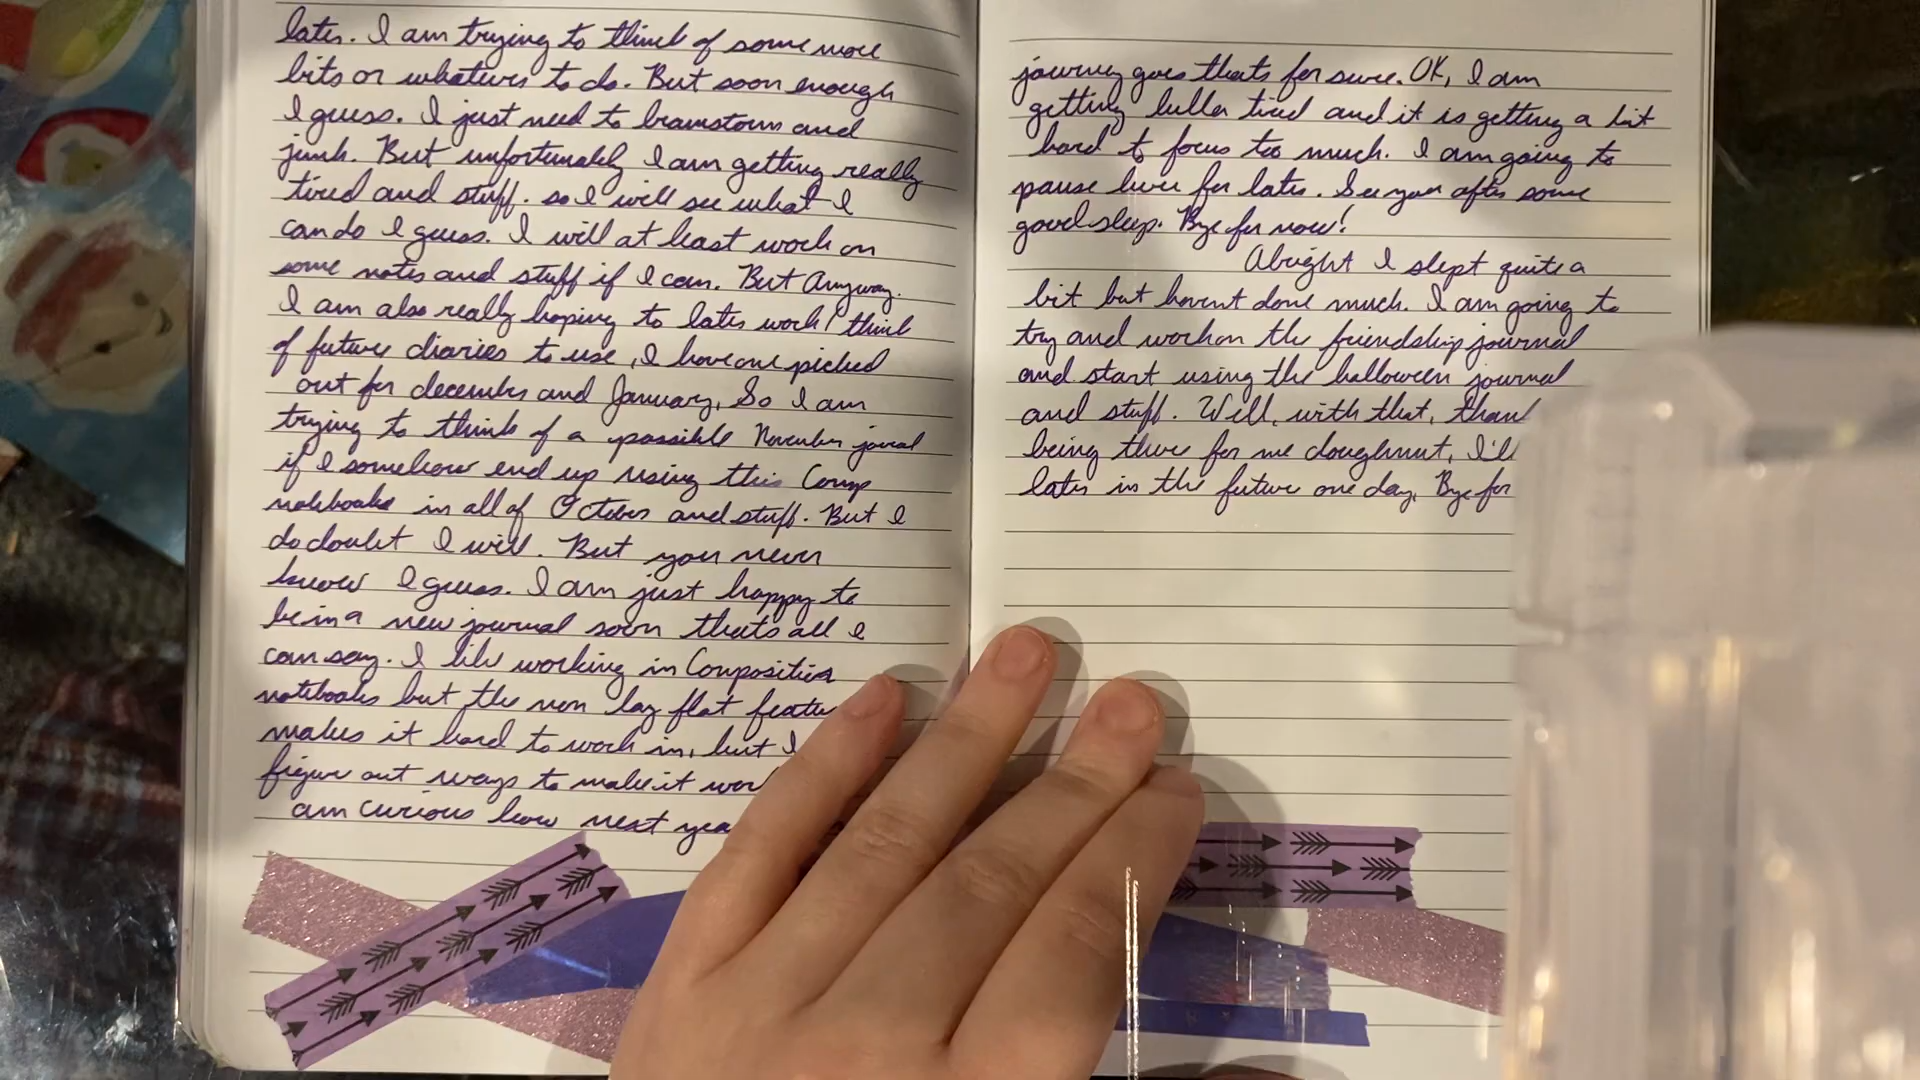 later. I am trying to think of some more
bits or whatever to do. But soon enough
I guess. I just need to brainstorm and
junk. But unfortunately I am getting really
tired and stuff. so I will see what I
can do I guess. I will at least work on
some notes and stuff if I can. But Anyway.
I am also really hoping to later work/think
of future diaries to use, I have one picked
out for december and January, So I am
trying to think of a possible November jornal
if I somehow end up using this Comp
notebooks in all of October and stuff. But I
do doubt I will. But you never
know I guess. I am just happy to
be in a new journal soon thats all I
can say. I like working in Composition
notebooks but the non lay flat featu
makes it hard to work in, but I
figure out ways to make it wor
am curious how next yea
journey goes thats for sure. OK, I am
getting tired and it is getting a bit
hard to focus too much. I am going to
pause here for later. See you after some
good sleep. Bye for now!
Alright I slept quite a
bit but havent done much. I am going to
try and work on the friendship journal
and start using the halloween journal
and stuff. Well, with that, than
being there for me doughnut, I'll
later in the future one day. Bye for